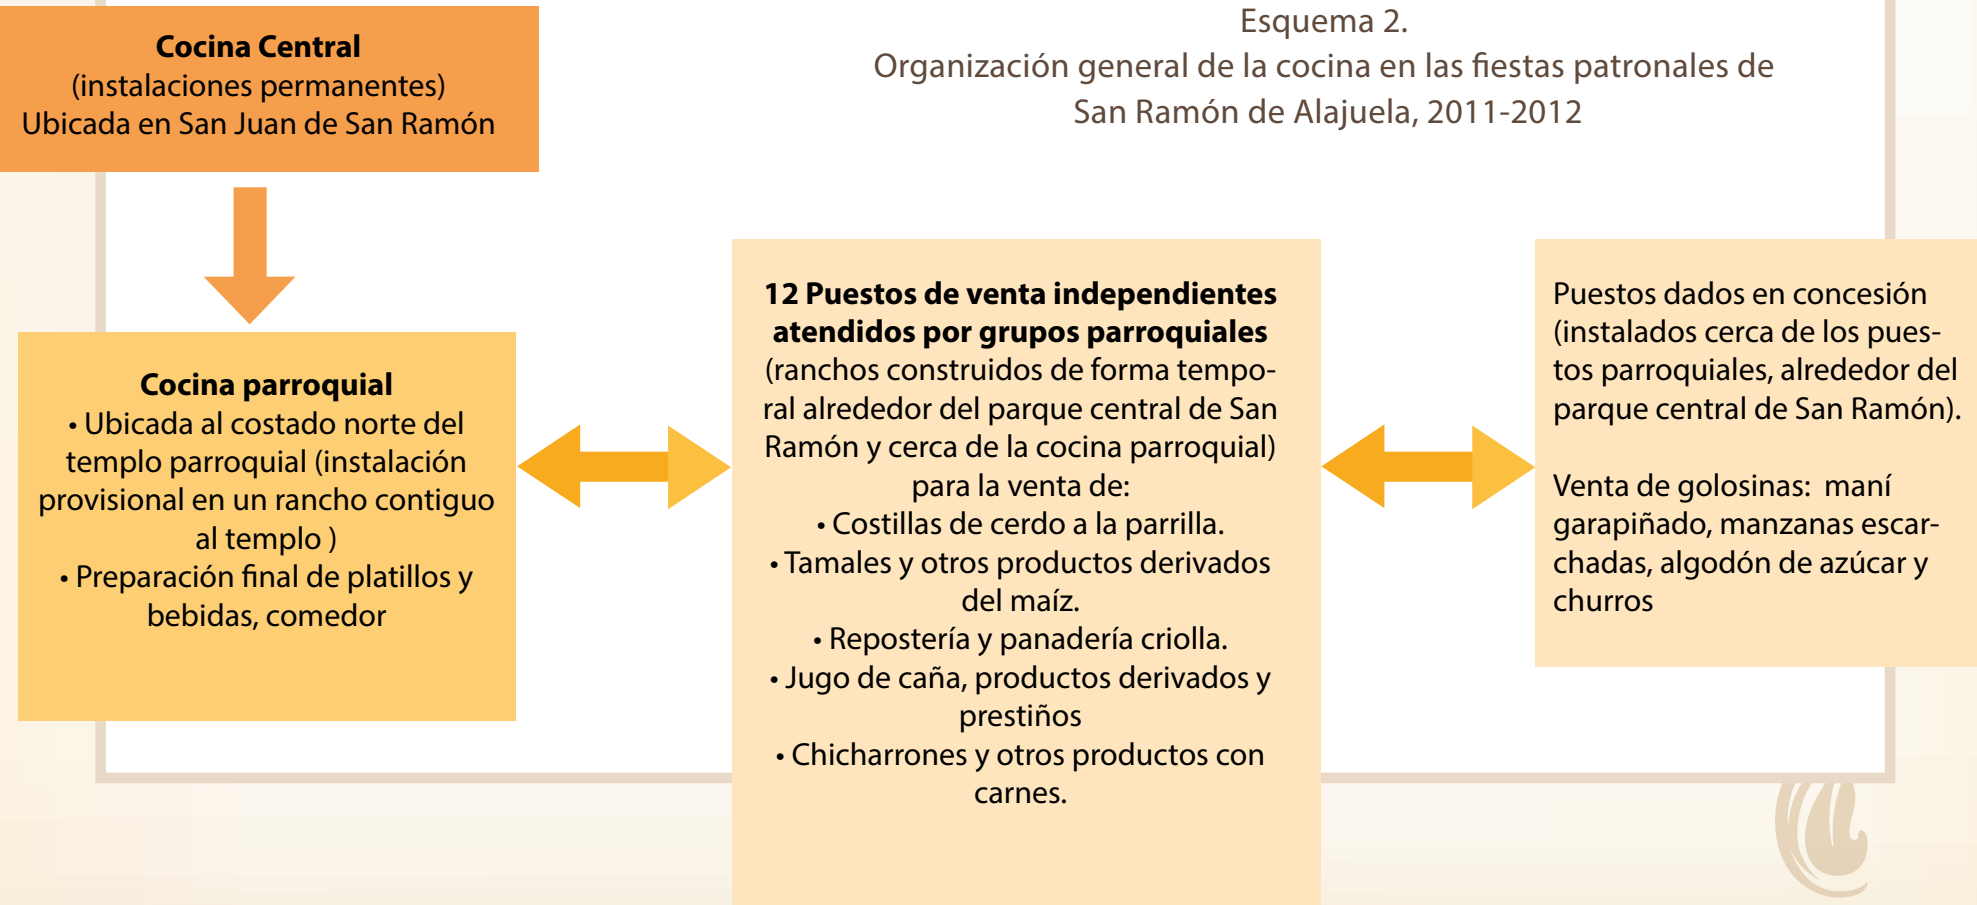 Esquema 2.
Organización general de la cocina en las fiestas patronales de
San Ramón de Alajuela, 2011-2012
Cocina Central
(instalaciones permanentes)
Ubicada en San Juan de San Ramón
Cocina parroquial
• Ubicada al costado norte del
templo parroquial (instalación
provisional en un rancho contiguo
al templo )
• Preparación final de platillos y
bebidas, comedor
12 Puestos de venta independientes
atendidos por grupos parroquiales
(ranchos construidos de forma tempo-
ral alrededor del parque central de San
Ramón y cerca de la cocina parroquial)
para la venta de:
• Costillas de cerdo a la parrilla.
• Tamales y otros productos derivados
del maíz.
• Repostería y panadería criolla.
• Jugo de caña, productos derivados y
prestiños
• Chicharrones y otros productos con
carnes.
Puestos dados en concesión
(instalados cerca de los pues-
tos parroquiales, alrededor del
parque central de San Ramón).
Venta de golosinas: maní
garapiñado, manzanas escar-
chadas, algodón de azúcar y
churros